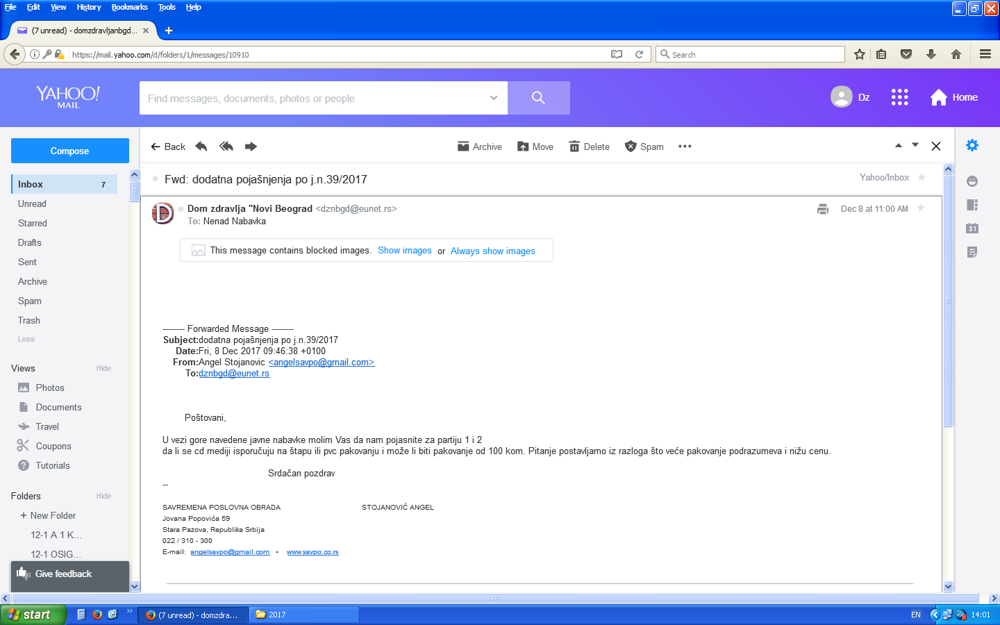 File Edit View History Bookmarks Tools Help
(7 unread) - domzdravljanbgd...
https://mail.yahoo.com/d/folders/1/messages/10910
Search
YAHOO!
MAIL
Find messages, documents, photos or people
Dz
Home
Compose
Back
Archive Move Delete Spam
Inbox 7
Unread
Starred
Drafts
Sent
Archive
Spam
Trash
Less
Views Hide
Photos
Documents
Travel
Coupons
Tutorials
Folders Hide
+ New Folder
12-1 A 1 K...
12-1 OSIG...
Give feedback
Fwd: dodatna pojašnjenja po j.n.39/2017
Yahoo/Inbox
D
Dom zdravlja "Novi Beograd <dznbgd@eunet.rs>
Dec 8 at 11:00 AM
To: Nenad Nabavka
This message contains blocked images. Show images or Always show images
-------- Forwarded Message --------
Subject:dodatna pojašnjenja po j.n.39/2017
Date:Fri, 8 Dec 2017 09:46:38 +0100
From:Angel Stojanovic <angelsavpo@gmail.com>
To:dznbgd@eunet.rs
Poštovani,
U vezi gore navedene javne nabavke molim Vas da nam pojasnite za partiju 1 i 2
da li se cd mediji isporučuju na štapu ili pvc pakovanju i može li biti pakovanje od 100 kom. Pitanje postavljamo iz razloga što veće pakovanje podrazumeva i nižu cenu.
Srdačan pozdrav
--
SAVREMENA POSLOVNA OBRADA STOJANOVIĆ ANGEL
Jovana Popovića 59
Stara Pazova, Republika Srbija
022 / 310 - 300
E-mail: angelsavpo@gmail.com • www.savpo.co.rs
31
start
(7 unread) - domzdra...
2017
EN
14:01